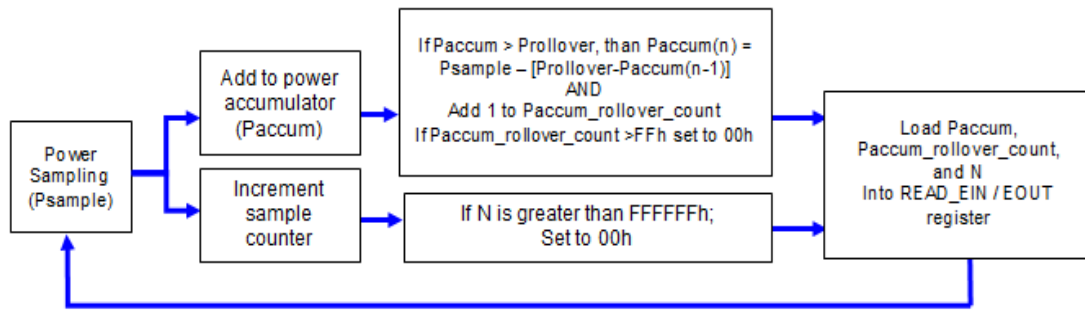 Power
Sampling
(Psample)
Add to power
accumulator
(Paccum)
If Paccum > Prollover, than Paccum(n) =
Psample – [Prollover-Paccum(n-1)]
AND
Add 1 to Paccum_rollover_count
If Paccum_rollover_count >FFh set to 00h
Increment
sample
counter
If N is greater than FFFFFFh;
Set to 00h
Load Paccum,
Paccum_rollover_count,
and N
Into READ_EIN / EOUT
register